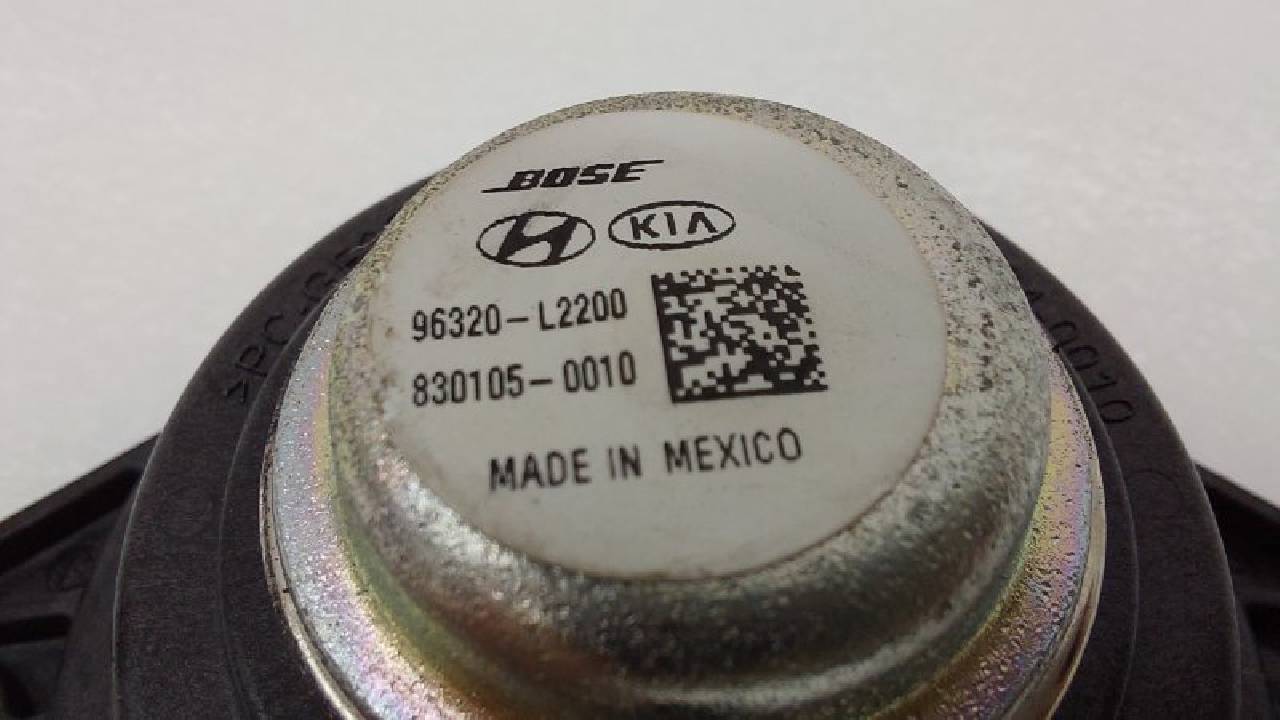 BOSE
KIA
96320-L2200
830105-0010
MADE IN MEXICO